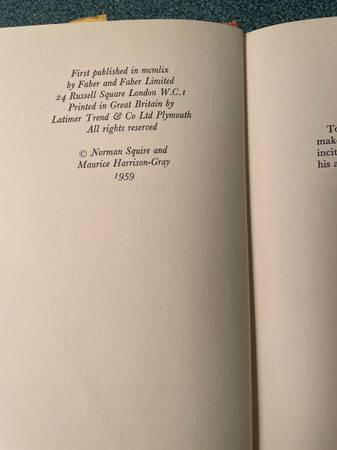 First published in mcmlix
by Faber and Faber Limited
24 Russell Square London W.C.1
Printed in Great Britain by
Latimer Trend & Co Ltd Plymouth
All rights reserved
© Norman Squire and
Maurice Harrison-Gray
1959
To
make
incit
his a